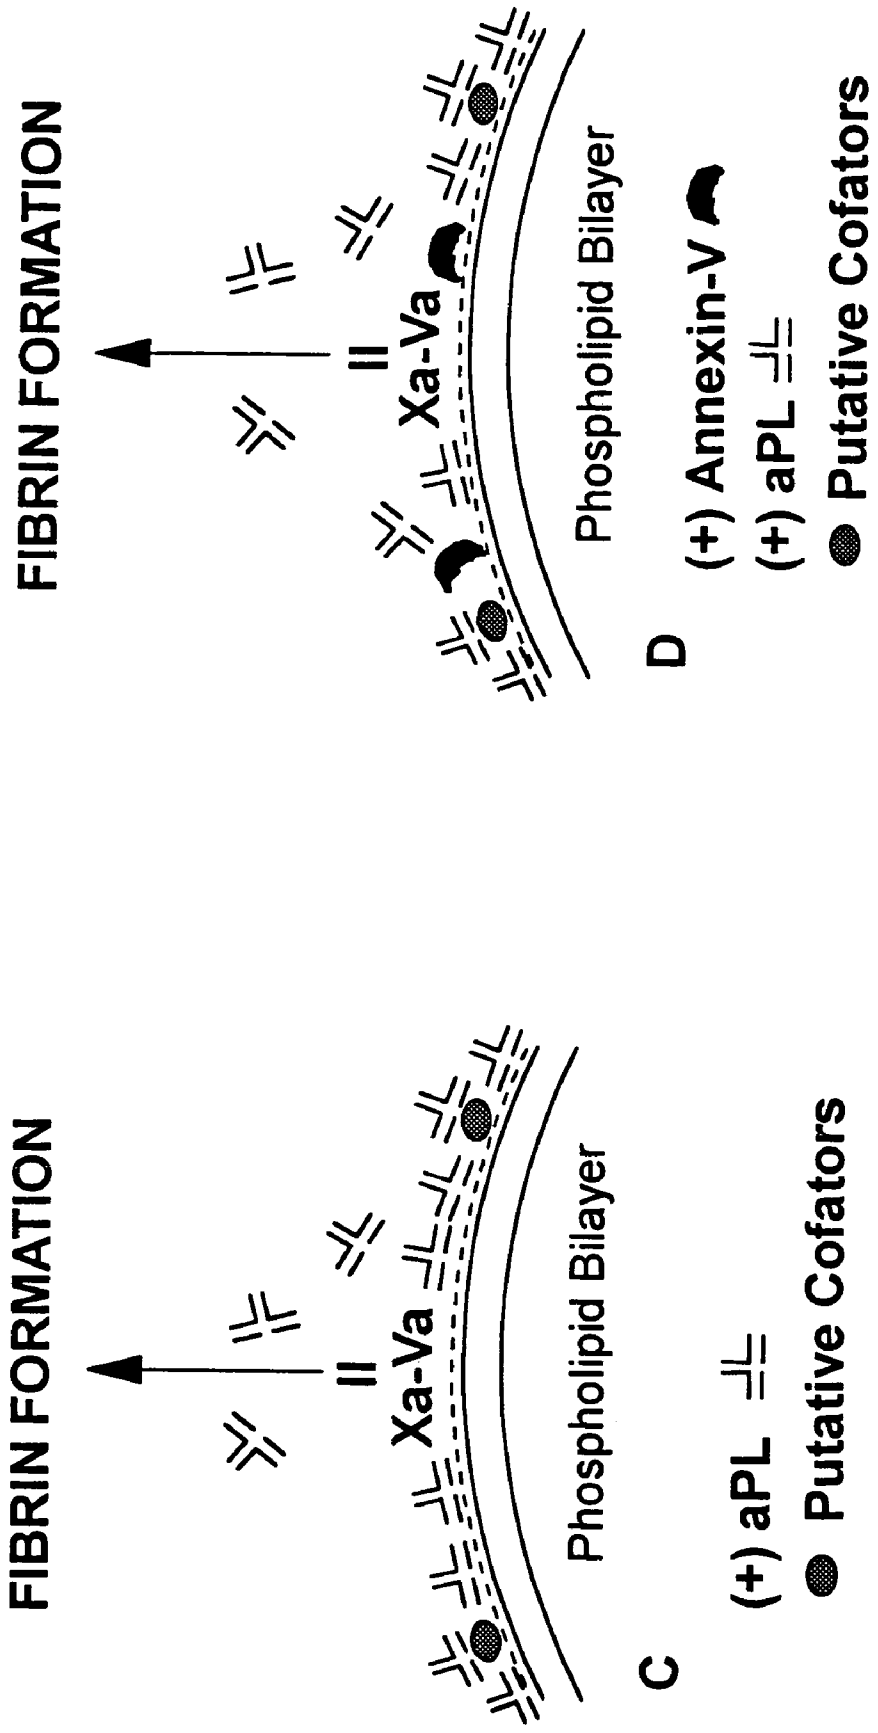 FIBRIN FORMATION
II
Xa-Va
Phospholipid Bilayer
C
(+) aPL
Putative Cofators
FIBRIN FORMATION
II
Xa-Va
Phospholipid Bilayer
D
(+) Annexin-V
(+) aPL
Putative Cofators